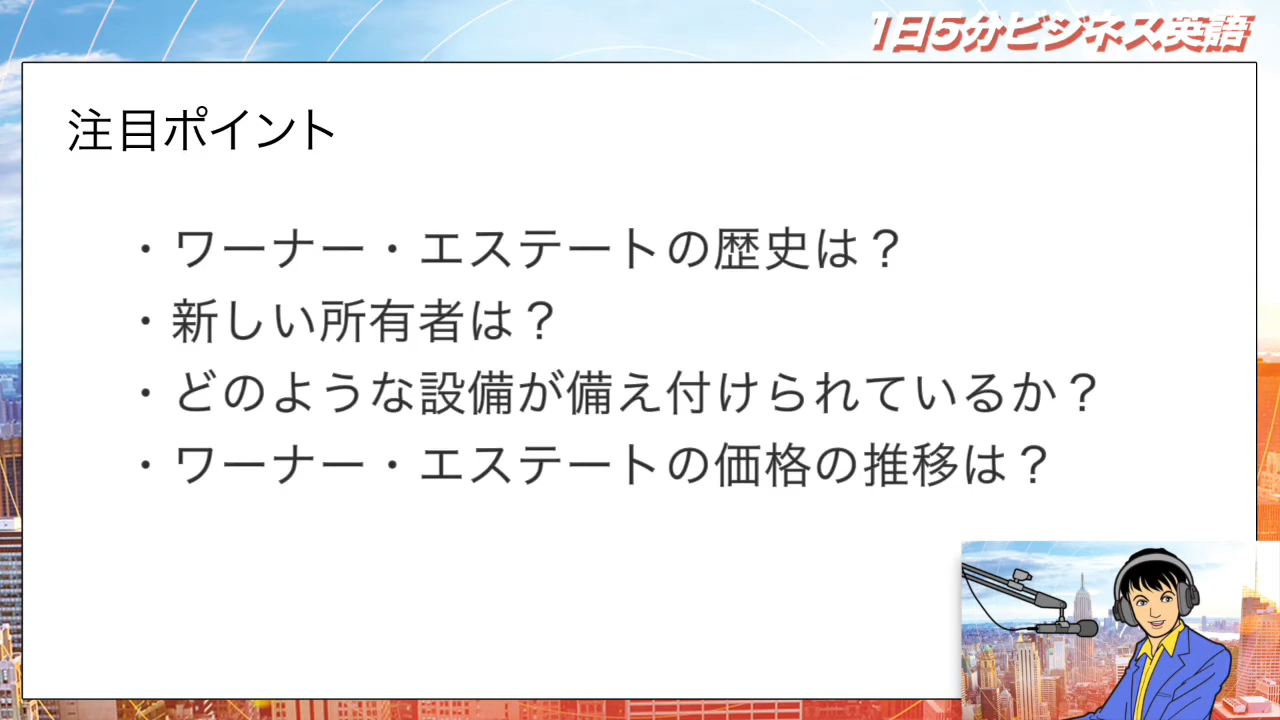 1日5分ビジネス英語
注目ポイント
・ワーナー・エステートの歴史は？
・新しい所有者は？
・どのような設備が備え付けられているか？
・ワーナー・エステートの価格の推移は？